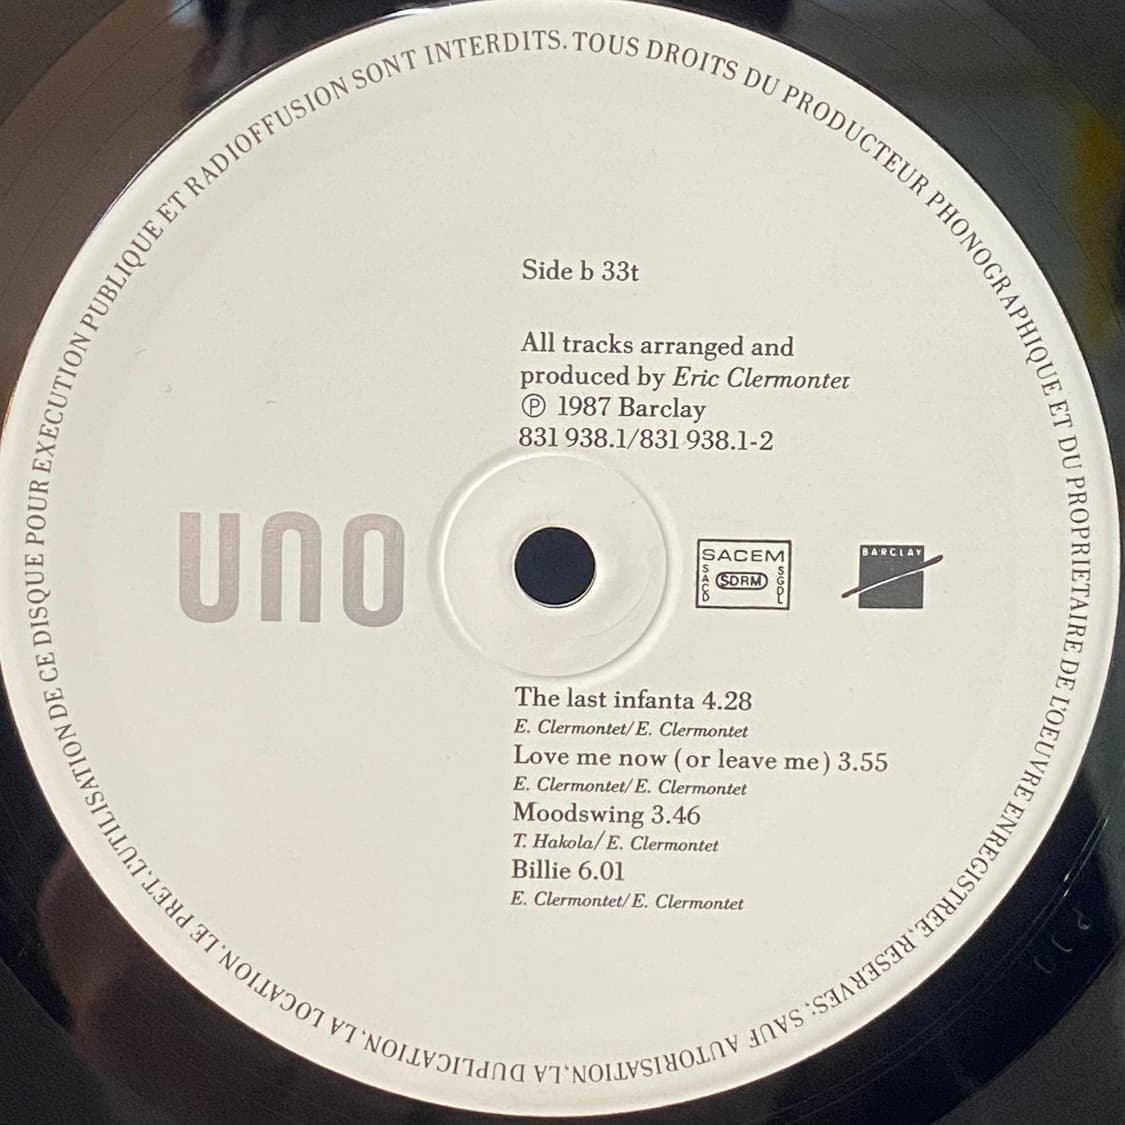 TOUS DROITS DU PRODUCTEUR PHONOGRAPHIQUE ET DU PROPRIETAIRE DE L'OEUVRE ENREGISTREE, RESERVES: SAUF AUTORISATION, LA DUPLICATION, LA LOCATION, LE PRET, L'UTILISATION DE CE DISQUE POUR EXECUTION PUBLIQUE ET RADIOFFUSION SONT INTERDITS.
Side b 33t
All tracks arranged and
produced by Eric Clermontet
℗ 1987 Barclay
831 938.1/831 938.1-2
UNO
SACEM
SACD
SDRM
SGDL
BARCLAY
The last infanta 4.28
E. Clermontet/E. Clermontet
Love me now (or leave me) 3.55
E. Clermontet/E. Clermontet
Moodswing 3.46
T. Hakola/E. Clermontet
Billie 6.01
E. Clermontet/E. Clermontet